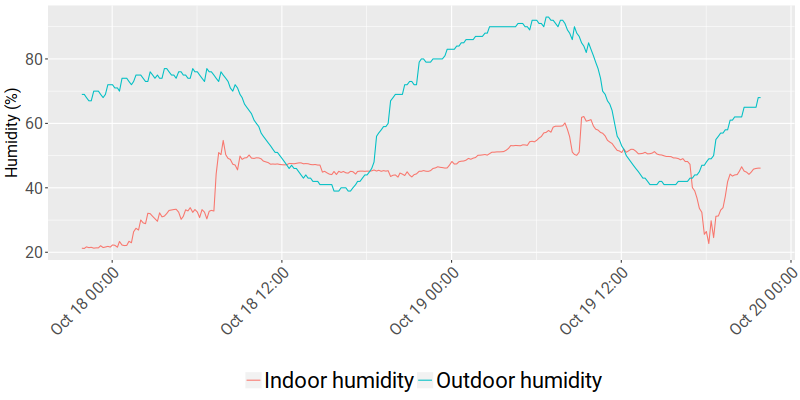 Humidity (%)
80
60
40
20
Oct 18 00:00
Oct 18 12:00
Oct 19 00:00
Oct 19 12:00
Oct 20 00:00
Indoor humidity Outdoor humidity